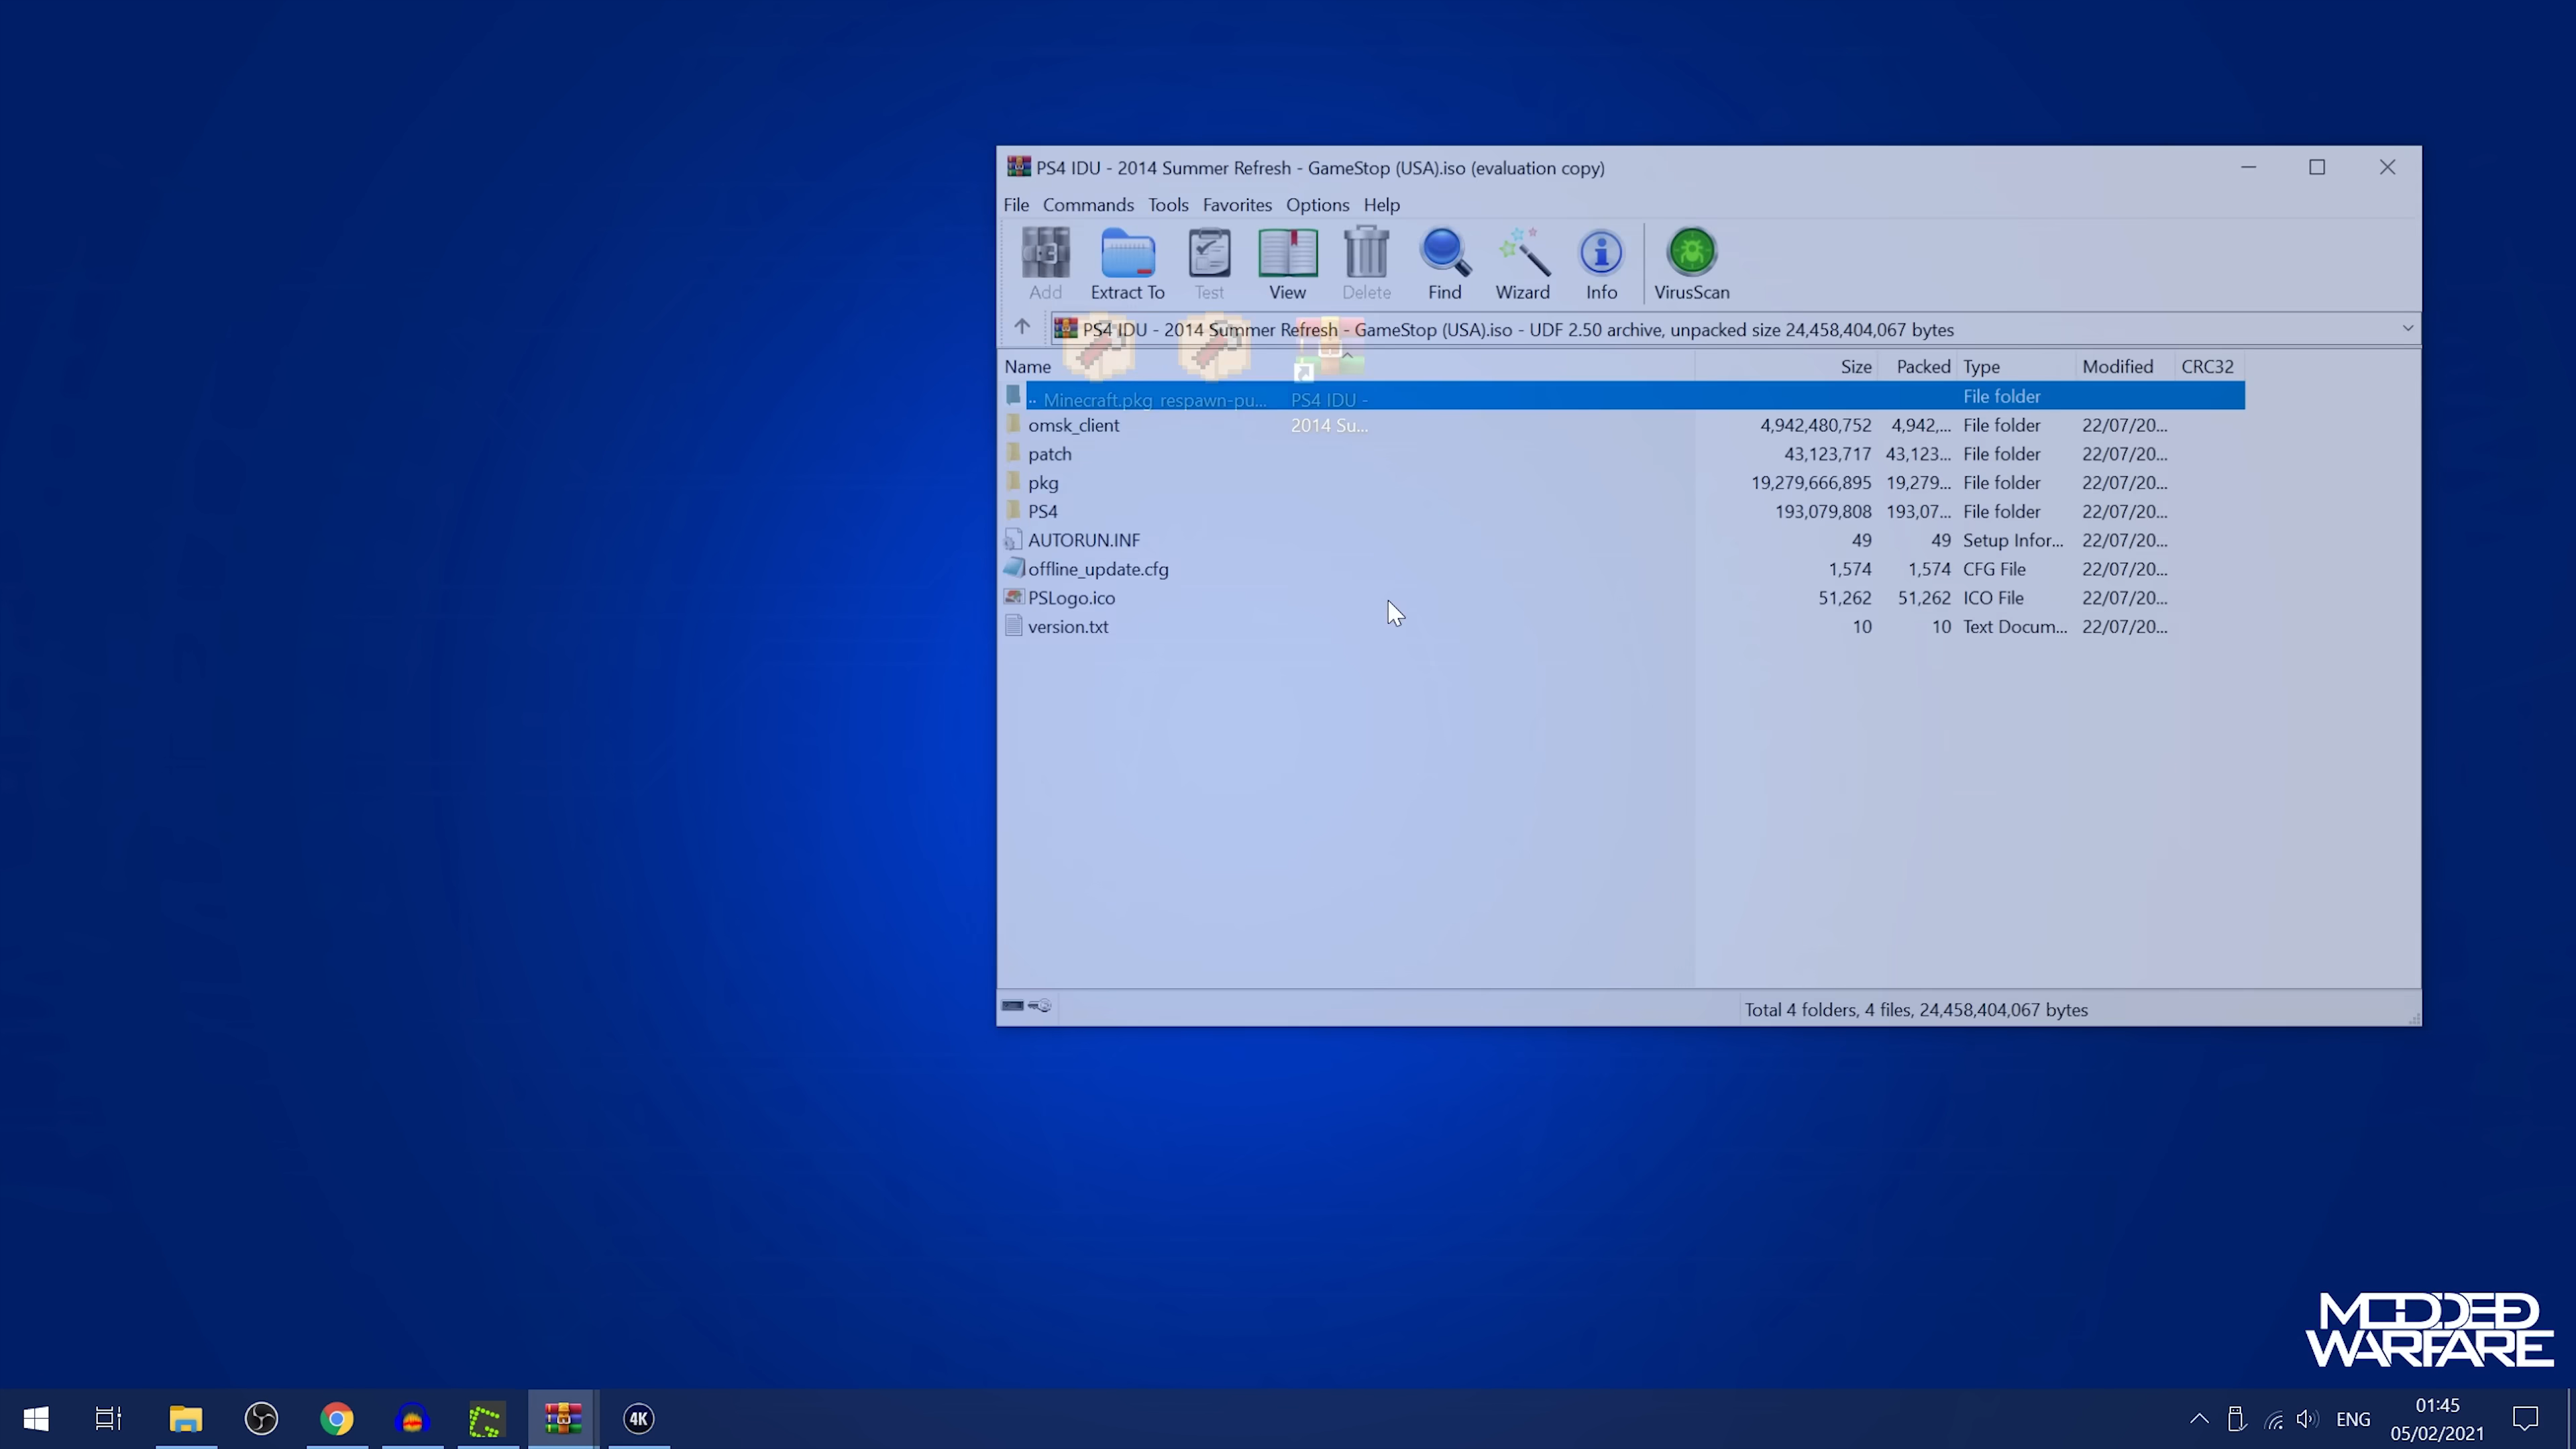 PS4 IDU - 2014 Summer Refresh - GameStop (USA).iso (evaluation copy)
File Commands Tools Favorites Options Help
Add Extract To Test View Delete Find Wizard Info VirusScan
PS4 IDU - 2014 Summer Refresh - GameStop (USA).iso - UDF 2.50 archive, unpacked size 24,458,404,067 bytes
Name Size Packed Type Modified CRC32
.. File folder
Minecraft.pkg respawn-pu... PS4 IDU -
2014 Su...
omsk_client 4,942,480,752 4,942,... File folder 22/07/20...
patch 43,123,717 43,123... File folder 22/07/20...
pkg 19,279,666,895 19,279... File folder 22/07/20...
PS4 193,079,808 193,07... File folder 22/07/20...
AUTORUN.INF 49 49 Setup Infor... 22/07/20...
offline_update.cfg 1,574 1,574 CFG File 22/07/20...
PSLogo.ico 51,262 51,262 ICO File 22/07/20...
version.txt 10 10 Text Docum... 22/07/20...
Total 4 folders, 4 files, 24,458,404,067 bytes
MODDED
WARFARE
4K
ENG
01:45
05/02/2021